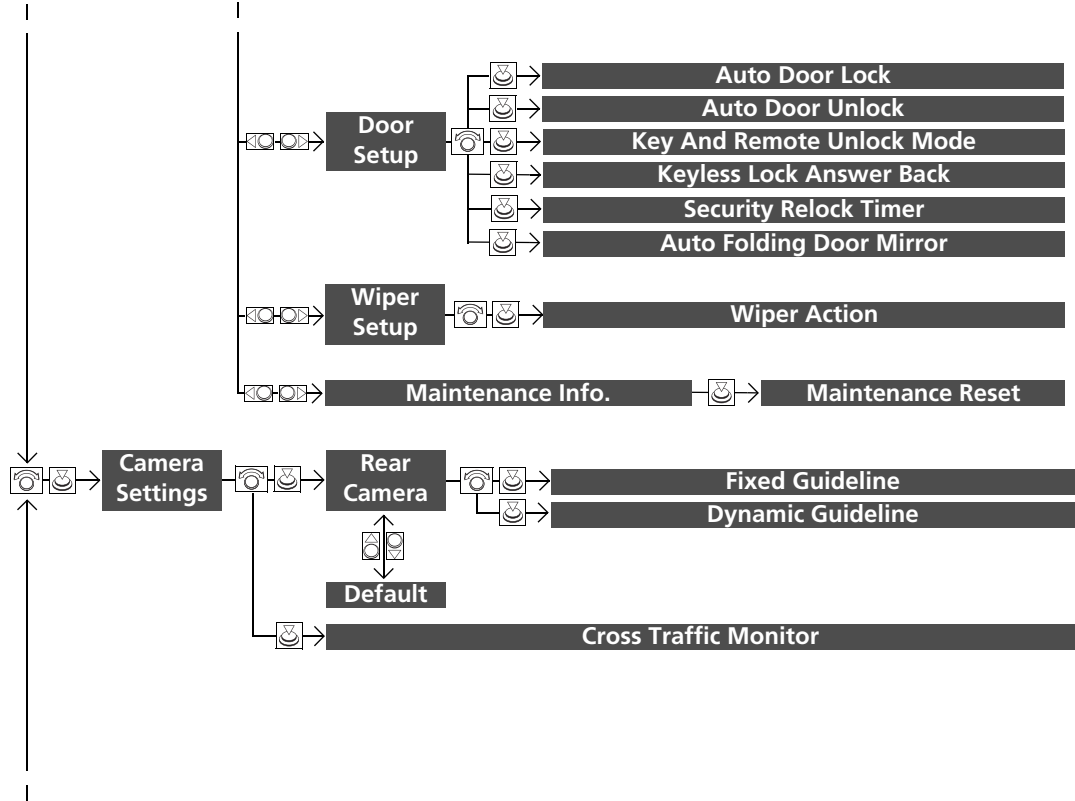 Door
Setup
Auto Door Lock
Auto Door Unlock
Key And Remote Unlock Mode
Keyless Lock Answer Back
Security Relock Timer
Auto Folding Door Mirror
Wiper
Setup
Wiper Action
Maintenance Info.
Maintenance Reset
Camera
Settings
Rear
Camera
Fixed Guideline
Dynamic Guideline
Default
Cross Traffic Monitor